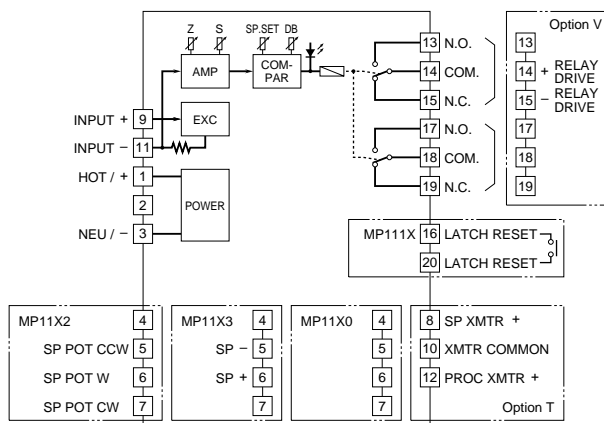 Z S SP.SET DB
AMP
COM-
PAR
EXC
POWER
INPUT + 9
INPUT − 11
HOT / + 1
2
NEU / − 3
13 N.O.
14 COM.
15 N.C.
17 N.O.
18 COM.
19 N.C.
Option V
13
14 + RELAY
DRIVE
15 − RELAY
DRIVE
17
18
19
MP111X 16 LATCH RESET
20 LATCH RESET
MP11X2 4
SP POT CCW 5
SP POT W 6
SP POT CW 7
MP11X3 4
SP − 5
SP + 6
7
MP11X0 4
5
6
7
8 SP XMTR +
10 XMTR COMMON
12 PROC XMTR +
Option T